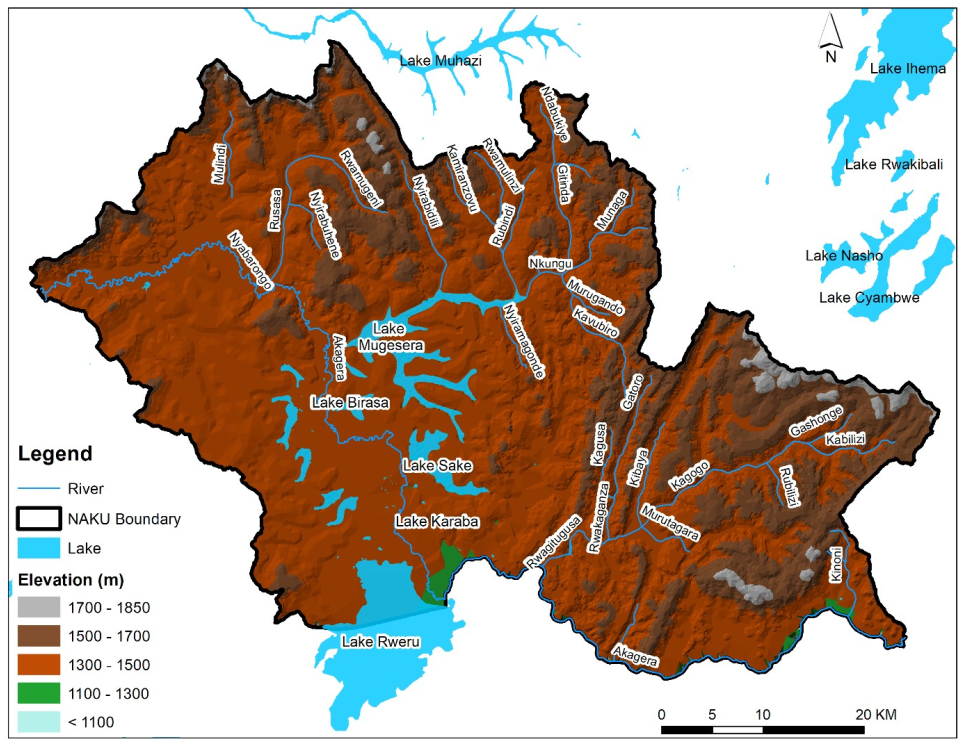 Lake Muhazi
N
Lake Ihema
Lake Rwakibali
Lake Nasho
Lake Cyambwe
Ndabukiye
Mulindi
Rwamugeni
Rusasa
Nyirabuhene
Nyabarongo
Nyirabidili
Kamiranzovu
Rwamulinzi
Rubindi
Gitinda
Munaga
Nkungu
Murugando
Kavubiro
Nyiramagonde
Lake
Mugesera
Akagera
Lake Birasa
Lake Sake
Lake Karaba
Lake Rweru
Gatoro
Kagusa
Kibaya
Rwakaganza
Rwagitugusa
Murutagara
Kagogo
Gashonge
Kabilizi
Rubilizi
Kinoni
Akagera
Legend
River
NAKU Boundary
Lake
Elevation (m)
1700 - 1850
1500 - 1700
1300 - 1500
1100 - 1300
< 1100
0 5 10 20 KM